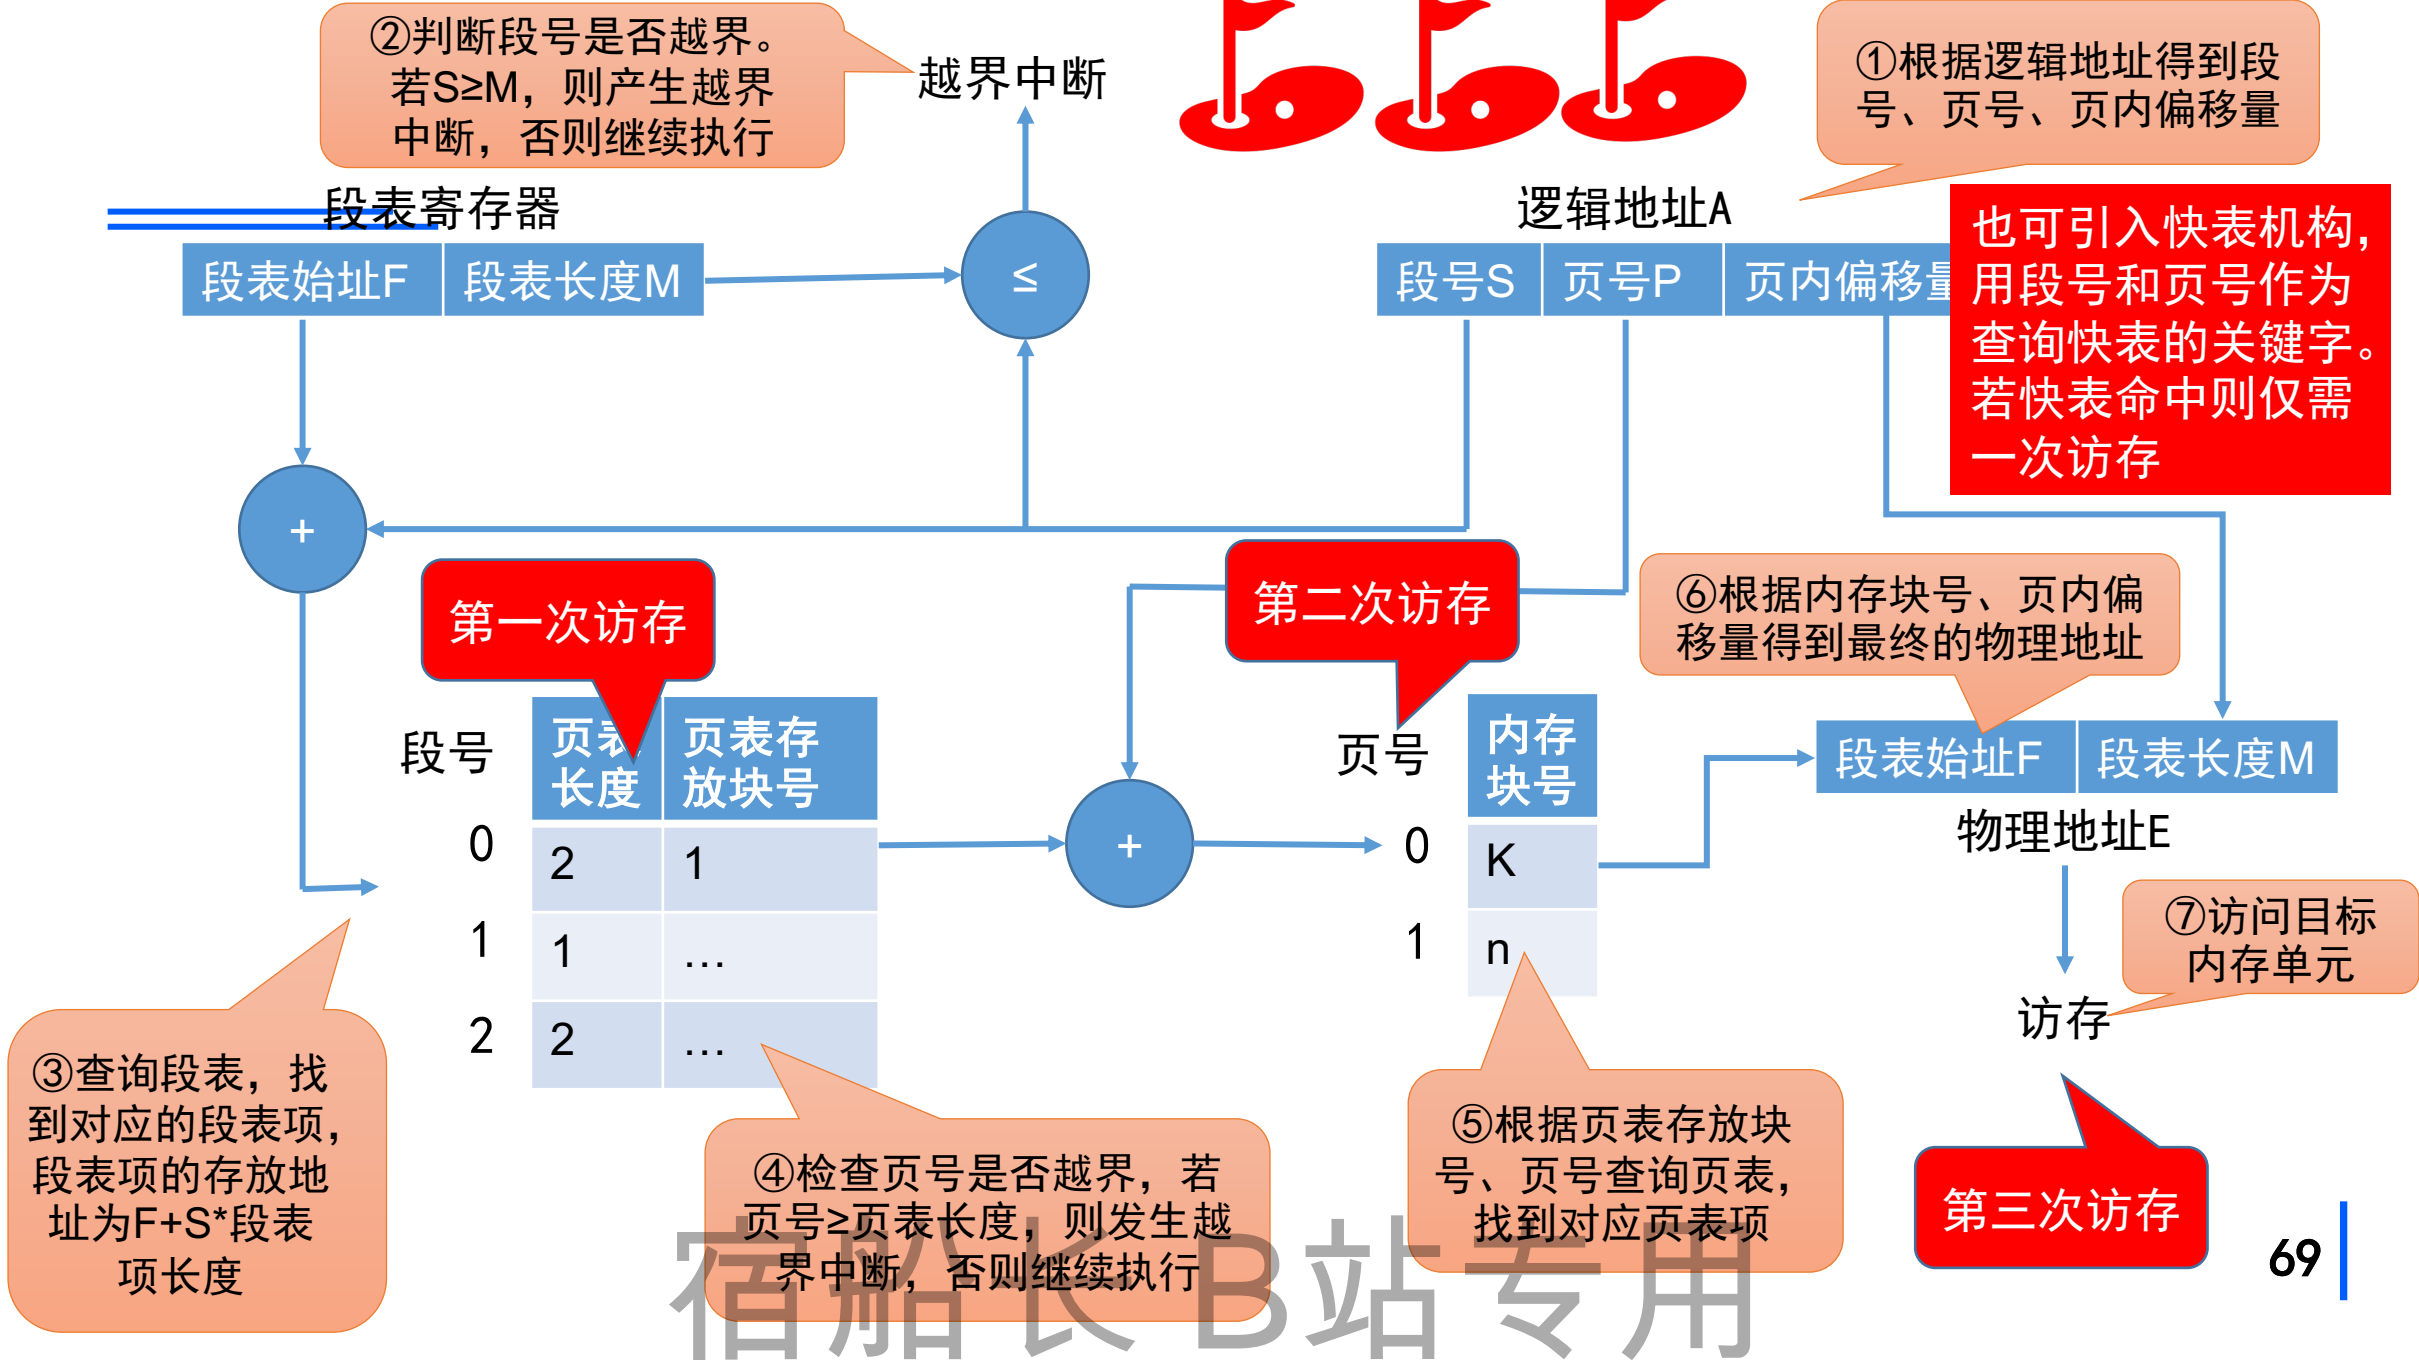 ②判断段号是否越界。
若S≥M，则产生越界
中断，否则继续执行
越界中断
①根据逻辑地址得到段
号、页号、页内偏移量
段表寄存器
逻辑地址A
段表始址F
段表长度M
≤
段号S
页号P
页内偏移量
也可引入快表机构，
用段号和页号作为
查询快表的关键字。
若快表命中则仅需
一次访存
+
第一次访存
第二次访存
⑥根据内存块号、页内偏
移量得到最终的物理地址
段号
页表
长度
页表存
放块号
0
2
1
1
1
…
2
2
…
+
页号
内存
块号
0
K
1
n
段表始址F
段表长度M
物理地址E
⑦访问目标
内存单元
访存
③查询段表，找
到对应的段表项，
段表项的存放地
址为F+S*段表
项长度
④检查页号是否越界，若
页号≥页表长度，则发生越
界中断，否则继续执行
⑤根据页表存放块
号、页号查询页表，
找到对应页表项
第三次访存
69
宿船长 B站专用